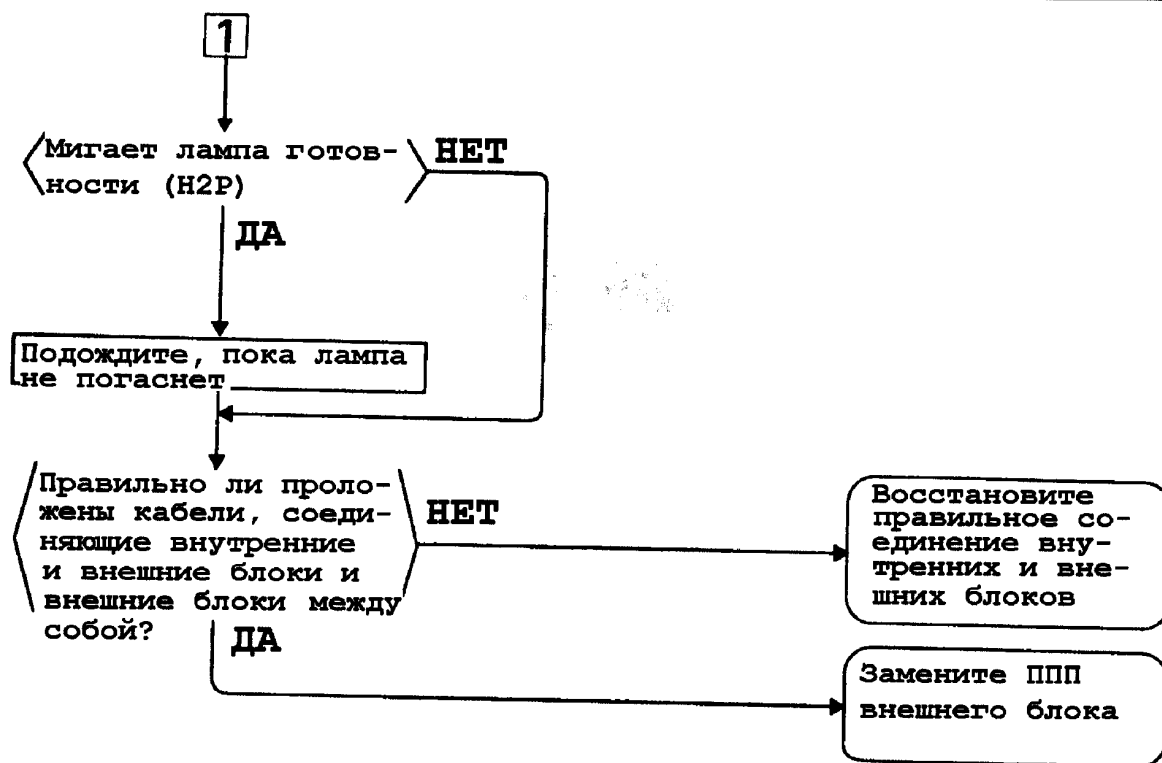 1
Мигает лампа готов-
ности (H2P)
НЕТ
ДА
Подождите, пока лампа
не погаснет
Правильно ли проло-
жены кабели, соеди-
няющие внутренние
и внешние блоки и
внешние блоки между
собой?
НЕТ
Восстановите
правильное со-
единение вну-
тренних и вне-
шних блоков
ДА
Замените ППП
внешнего блока